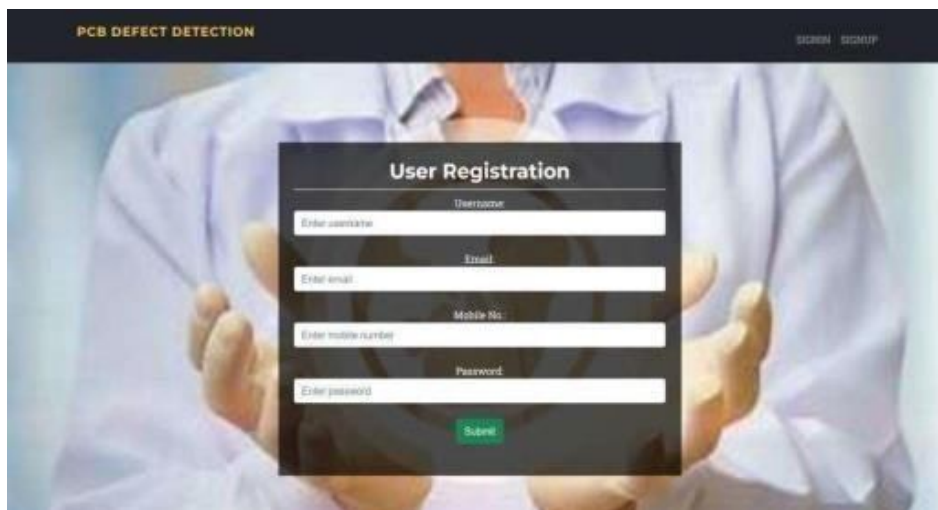 PCB DEFECT DETECTION
SIGNIN SIGNUP
User Registration
Username:
Enter username
Email:
Enter email
Mobile No.:
Enter mobile number
Password:
Enter password
Submit